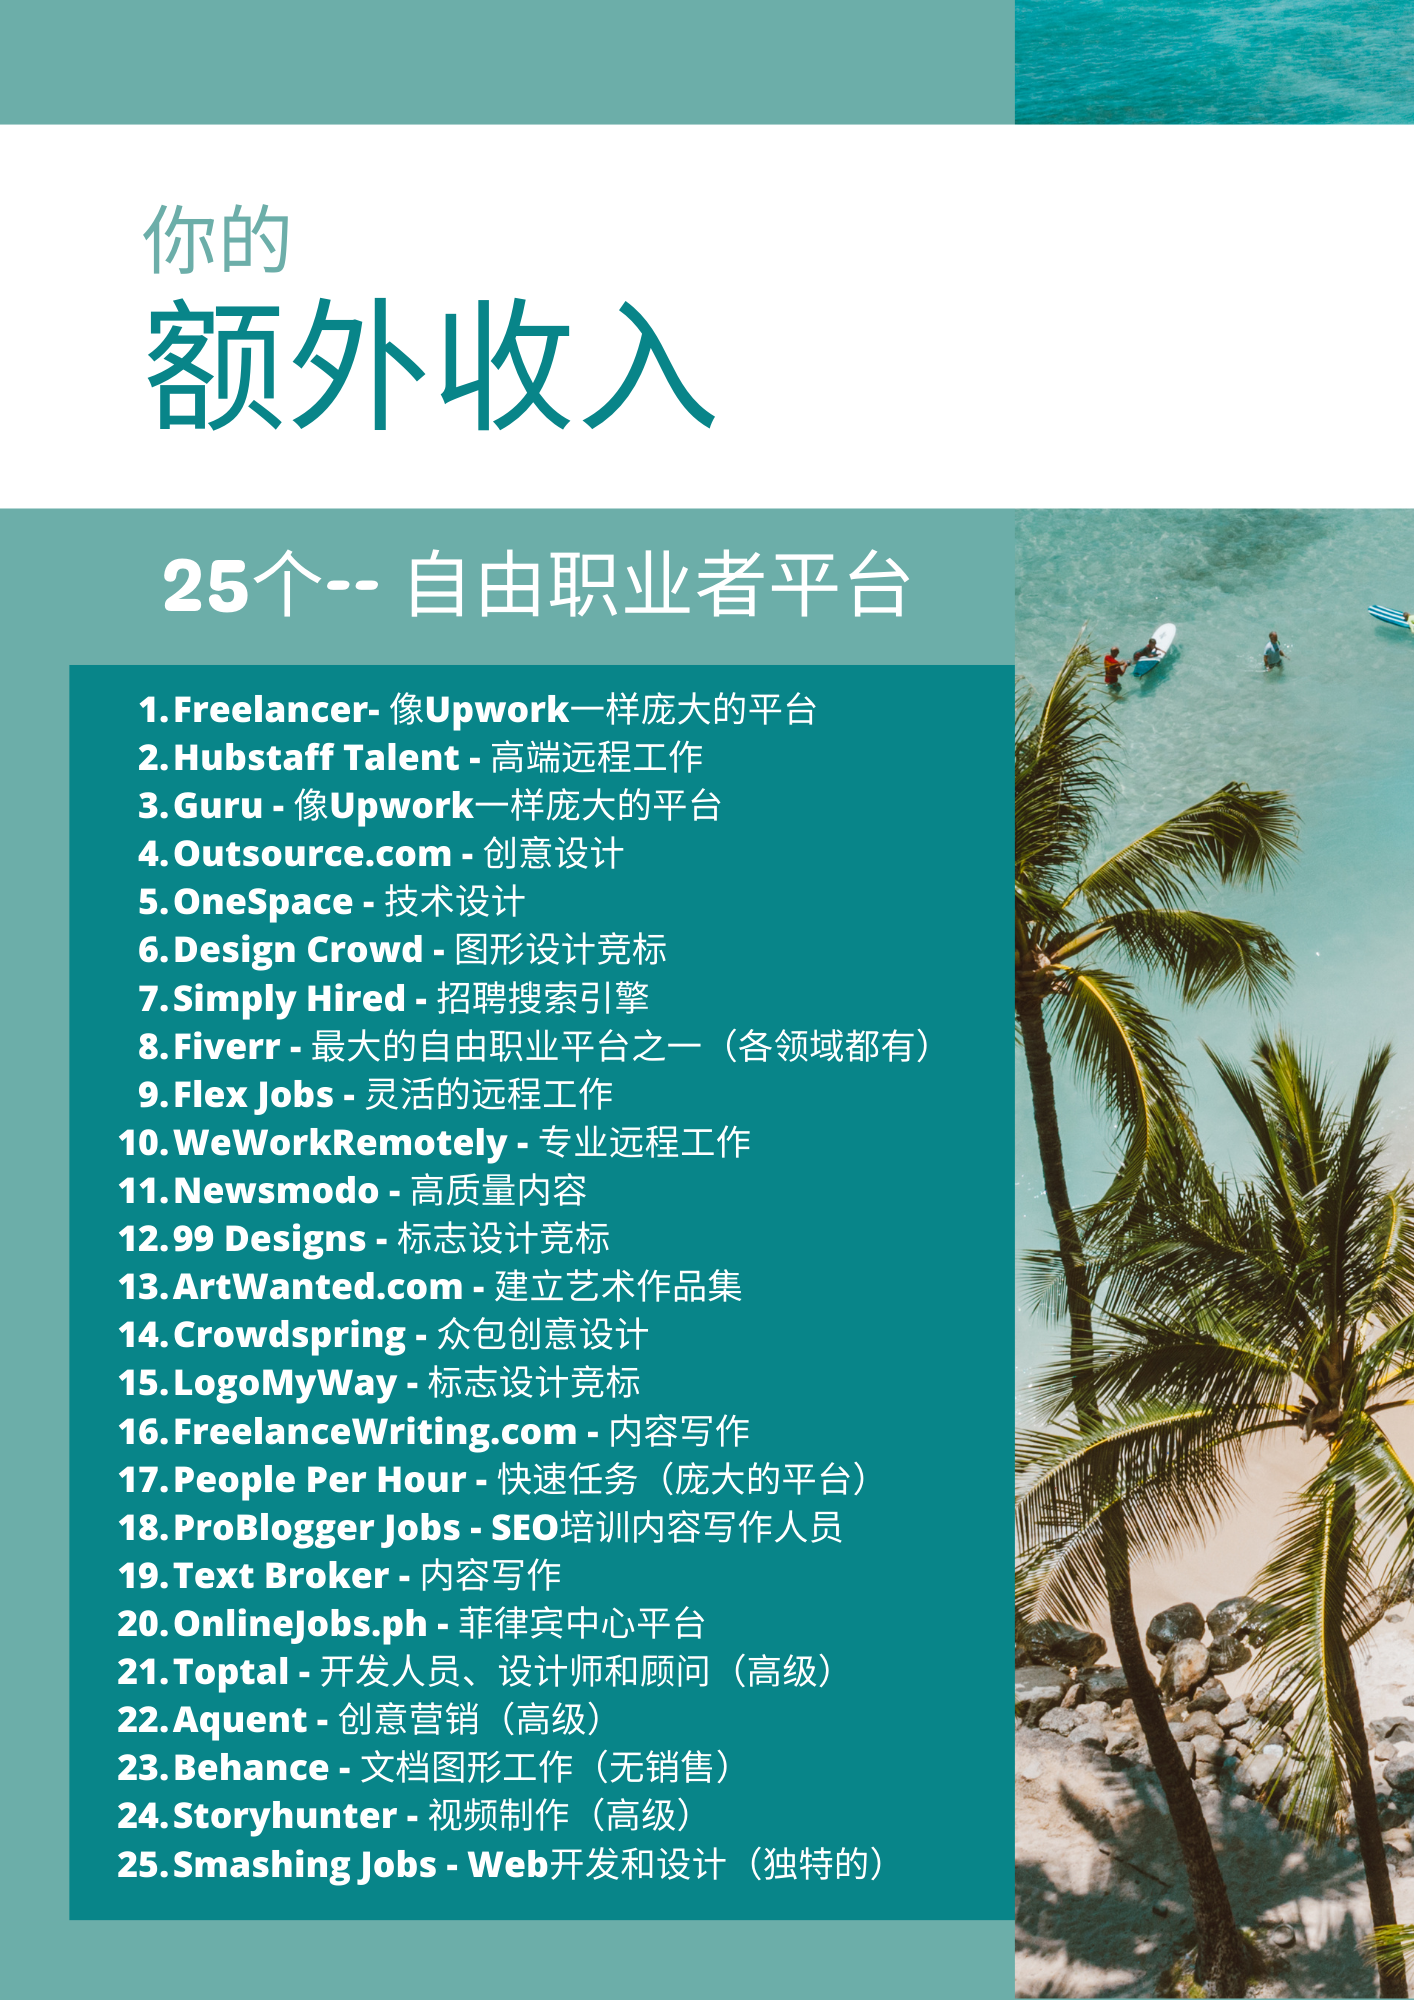 你的
额外收入
25个-- 自由职业者平台
1. Freelancer- 像Upwork一样庞大的平台
2. Hubstaff Talent - 高端远程工作
3. Guru - 像Upwork一样庞大的平台
4. Outsource.com - 创意设计
5. OneSpace - 技术设计
6. Design Crowd - 图形设计竞标
7. Simply Hired - 招聘搜索引擎
8. Fiverr - 最大的自由职业平台之一（各领域都有）
9. Flex Jobs - 灵活的远程工作
10. WeWorkRemotely - 专业远程工作
11. Newsmodo - 高质量内容
12. 99 Designs - 标志设计竞标
13. ArtWanted.com - 建立艺术作品集
14. Crowdspring - 众包创意设计
15. LogoMyWay - 标志设计竞标
16. FreelanceWriting.com - 内容写作
17. People Per Hour - 快速任务（庞大的平台）
18. ProBlogger Jobs - SEO培训内容写作人员
19. Text Broker - 内容写作
20. OnlineJobs.ph - 菲律宾中心平台
21. Toptal - 开发人员、设计师和顾问（高级）
22. Aquent - 创意营销（高级）
23. Behance - 文档图形工作（无销售）
24. Storyhunter - 视频制作（高级）
25. Smashing Jobs - Web开发和设计（独特的）